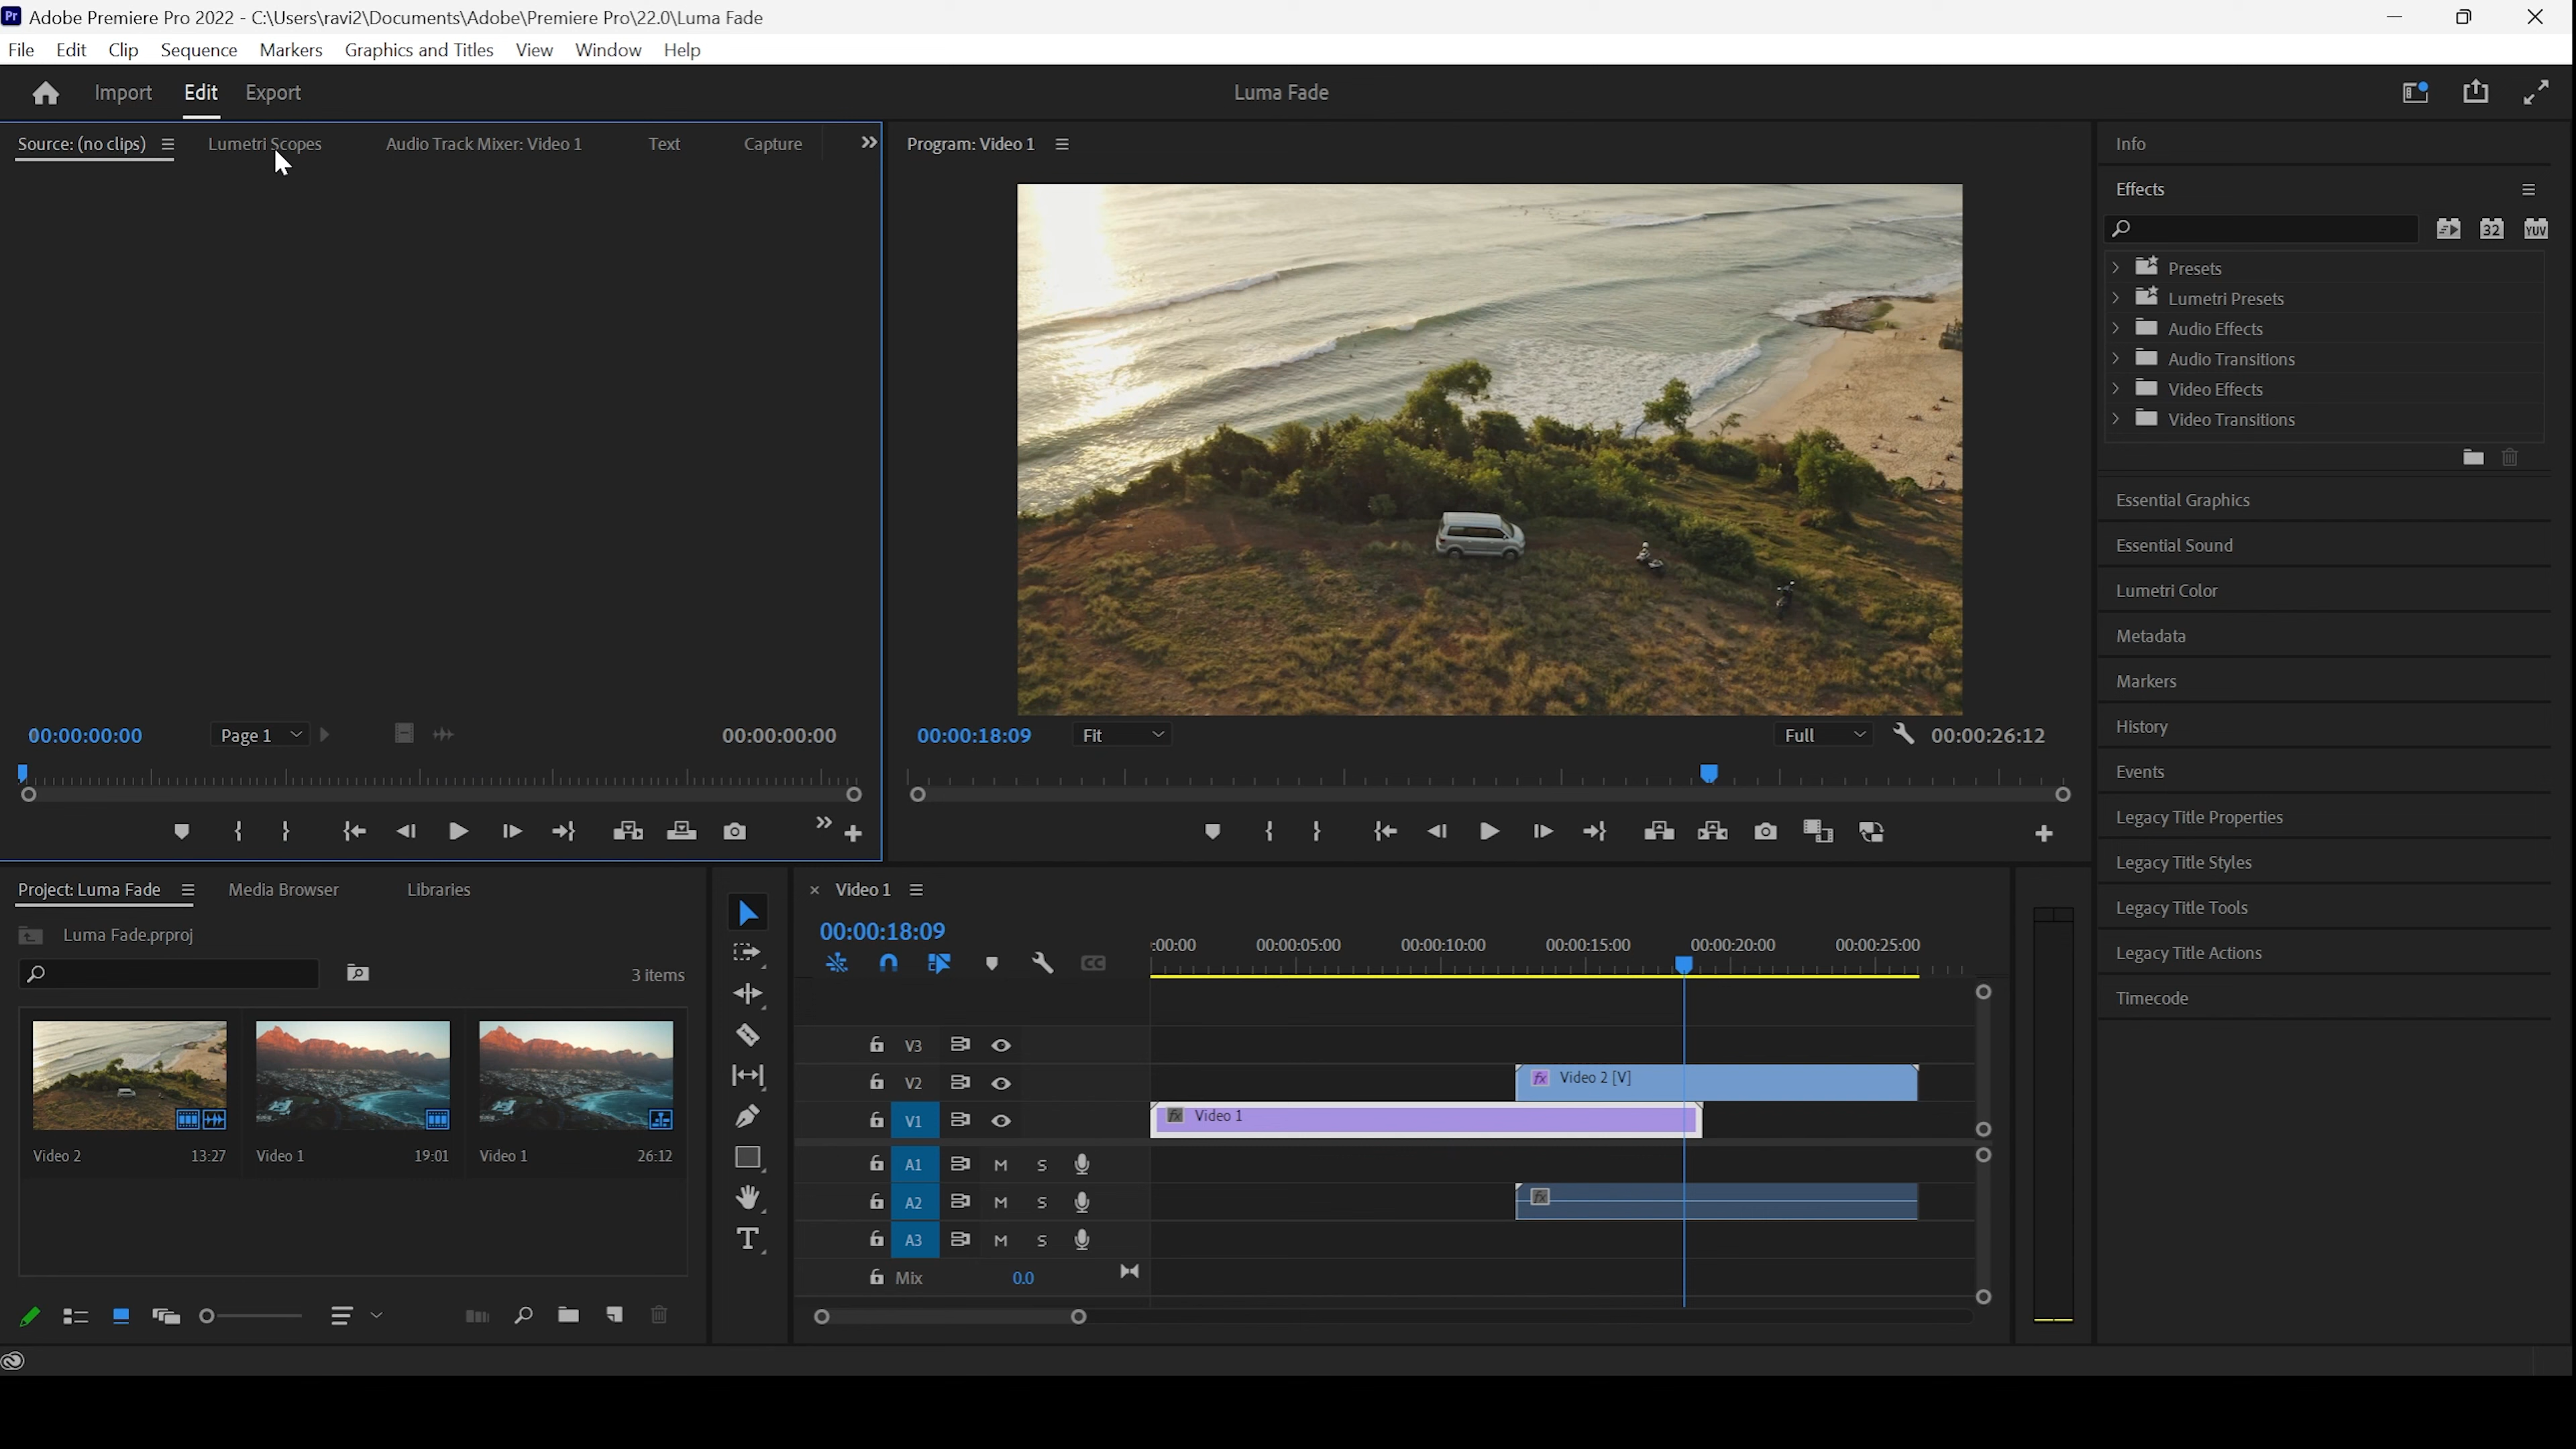 Pr Adobe Premiere Pro 2022 - C:\Users\ravi2\Documents\Adobe\Premiere Pro\22.0\Luma Fade
File Edit Clip Sequence Markers Graphics and Titles View Window Help
Import Edit Export Luma Fade
Source: (no clips) Lumetri Scopes Audio Track Mixer: Video 1 Text Capture
Program: Video 1
Info
Effects
32 YUV
Presets
Lumetri Presets
Audio Effects
Audio Transitions
Video Effects
Video Transitions
Essential Graphics
Essential Sound
Lumetri Color
Metadata
Markers
History
Events
Legacy Title Properties
Legacy Title Styles
Legacy Title Tools
Legacy Title Actions
Timecode
00:00:00:00 Page 1 00:00:00:00
00:00:18:09 Fit Full 00:00:26:12
Project: Luma Fade Media Browser Libraries
Luma Fade.prproj
3 items
Video 2 13:27 Video 1 19:01 Video 1 26:12
× Video 1
00:00:18:09
:00:00 00:00:05:00 00:00:10:00 00:00:15:00 00:00:20:00 00:00:25:00
CC
V3
V2 fx Video 2 [V]
V1 fx Video 1
A1 M S
A2 M S fx
A3 M S
Mix 0.0
T